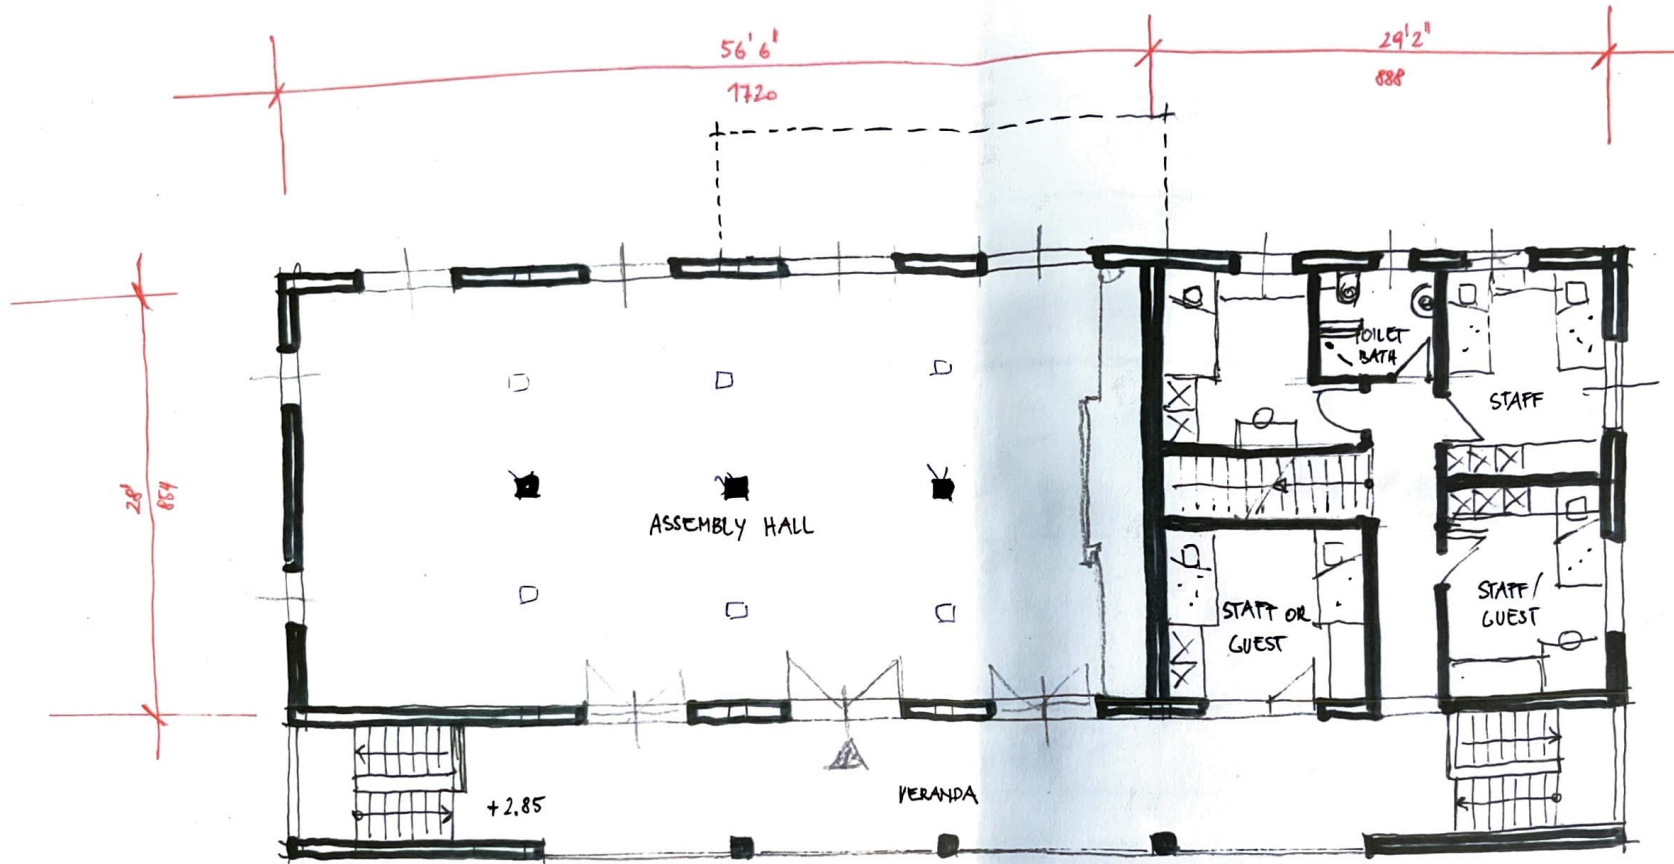 56'6"
1720
29'2"
888
28'
854
TOILET
BATH
STAFF
ASSEMBLY HALL
STAFF OR
GUEST
STAFF/
GUEST
VERANDA
+2.85